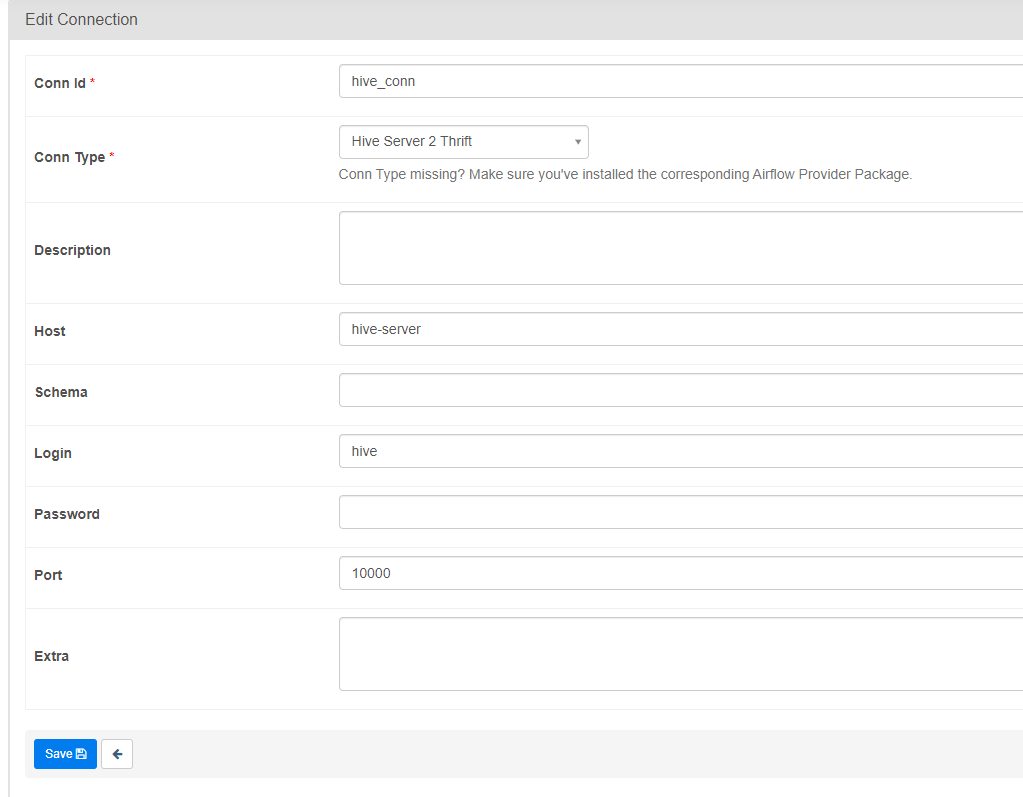 Edit Connection
Conn Id *
hive_conn
Conn Type *
Hive Server 2 Thrift
Conn Type missing? Make sure you've installed the corresponding Airflow Provider Package.
Description
Host
hive-server
Schema
Login
hive
Password
Port
10000
Extra
Save